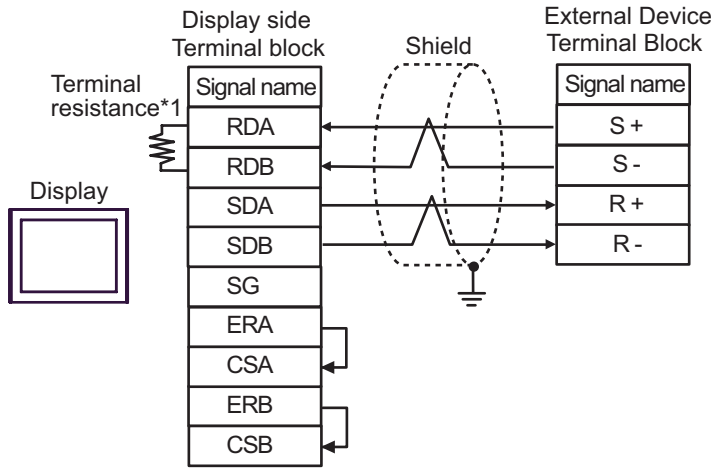 Display side
Terminal block
Shield
External Device
Terminal Block
Terminal
resistance*1
Signal name
RDA
RDB
SDA
SDB
SG
ERA
CSA
ERB
CSB
Display
Signal name
S +
S -
R +
R -